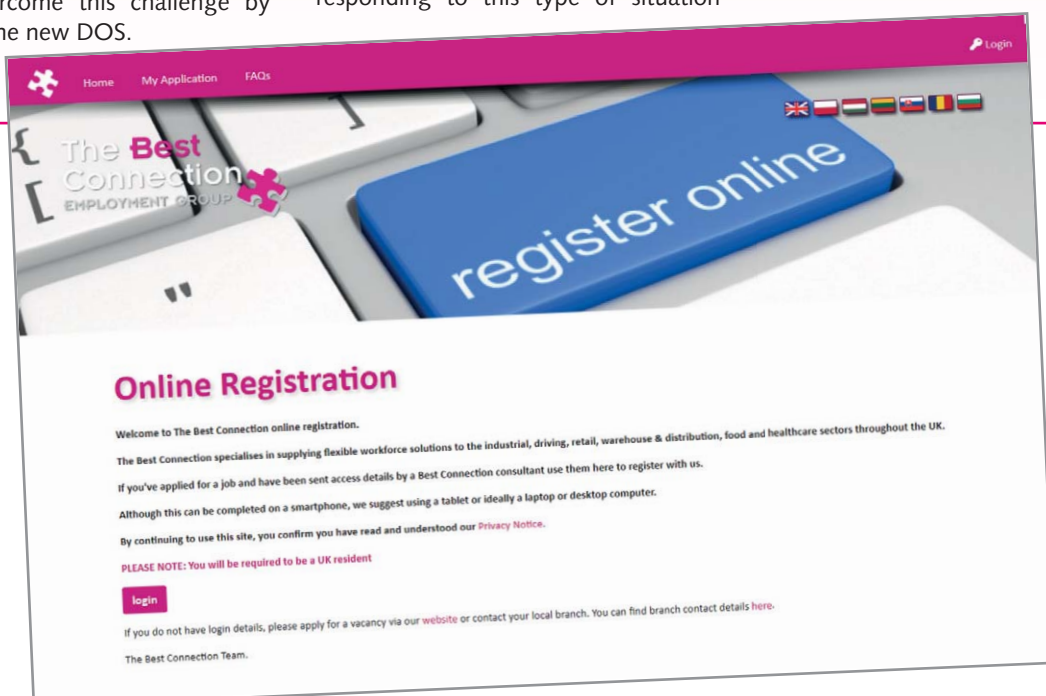 rcome this challenge by
he new DOS.
responding to this type of situation
Home My Application FAQs
Login
The Best
Connection
EMPLOYMENT GROUP
{
[
]
"
register online
Online Registration
Welcome to The Best Connection online registration.
The Best Connection specialises in supplying flexible workforce solutions to the industrial, driving, retail, warehouse & distribution, food and healthcare sectors throughout the UK.
If you've applied for a job and have been sent access details by a Best Connection consultant use them here to register with us.
Although this can be completed on a smartphone, we suggest using a tablet or ideally a laptop or desktop computer.
By continuing to use this site, you confirm you have read and understood our Privacy Notice.
PLEASE NOTE: You will be required to be a UK resident
login
If you do not have login details, please apply for a vacancy via our website or contact your local branch. You can find branch contact details here.
The Best Connection Team.